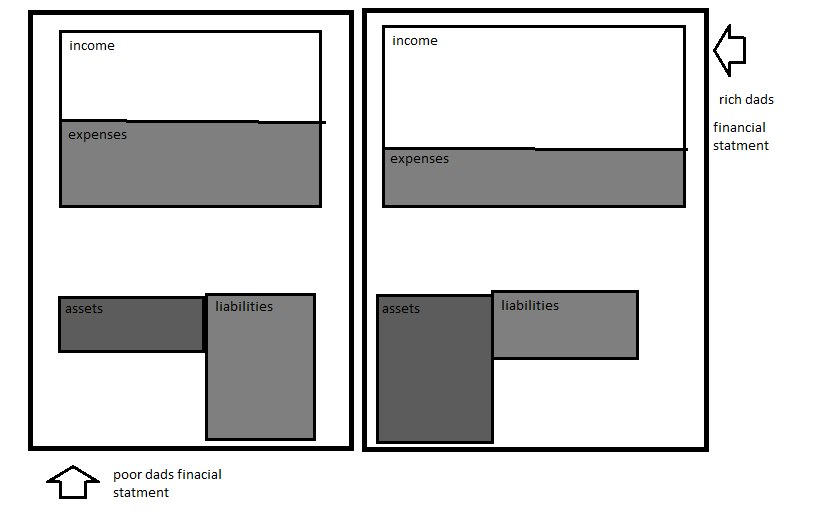 income
expenses
assets
liabilities
poor dads finacial
statment
income
expenses
assets
liabilities
rich dads
financial
statment